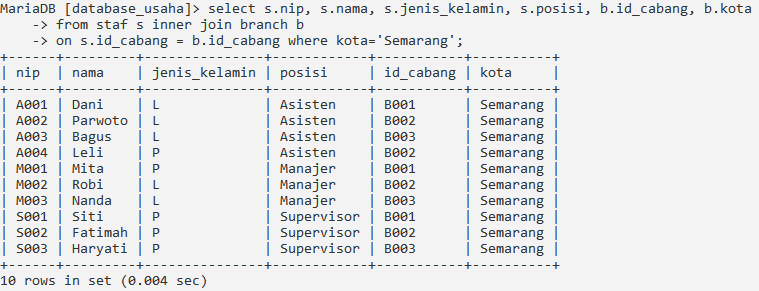 MariaDB [database_usaha]> select s.nip, s.nama, s.jenis_kelamin, s.posisi, b.id_cabang, b.kota
    -> from staf s inner join branch b
    -> on s.id_cabang = b.id_cabang where kota='Semarang';
+------+---------+---------------+------------+-----------+----------+
| nip  | nama    | jenis_kelamin | posisi     | id_cabang | kota     |
+------+---------+---------------+------------+-----------+----------+
| A001 | Dani    | L             | Asisten    | B001      | Semarang |
| A002 | Parwoto | L             | Asisten    | B002      | Semarang |
| A003 | Bagus   | L             | Asisten    | B003      | Semarang |
| A004 | Leli    | P             | Asisten    | B002      | Semarang |
| M001 | Mita    | P             | Manajer    | B001      | Semarang |
| M002 | Robi    | L             | Manajer    | B002      | Semarang |
| M003 | Nanda   | L             | Manajer    | B003      | Semarang |
| S001 | Siti    | P             | Supervisor | B001      | Semarang |
| S002 | Fatimah | P             | Supervisor | B002      | Semarang |
| S003 | Haryati | P             | Supervisor | B003      | Semarang |
+------+---------+---------------+------------+-----------+----------+
10 rows in set (0.004 sec)